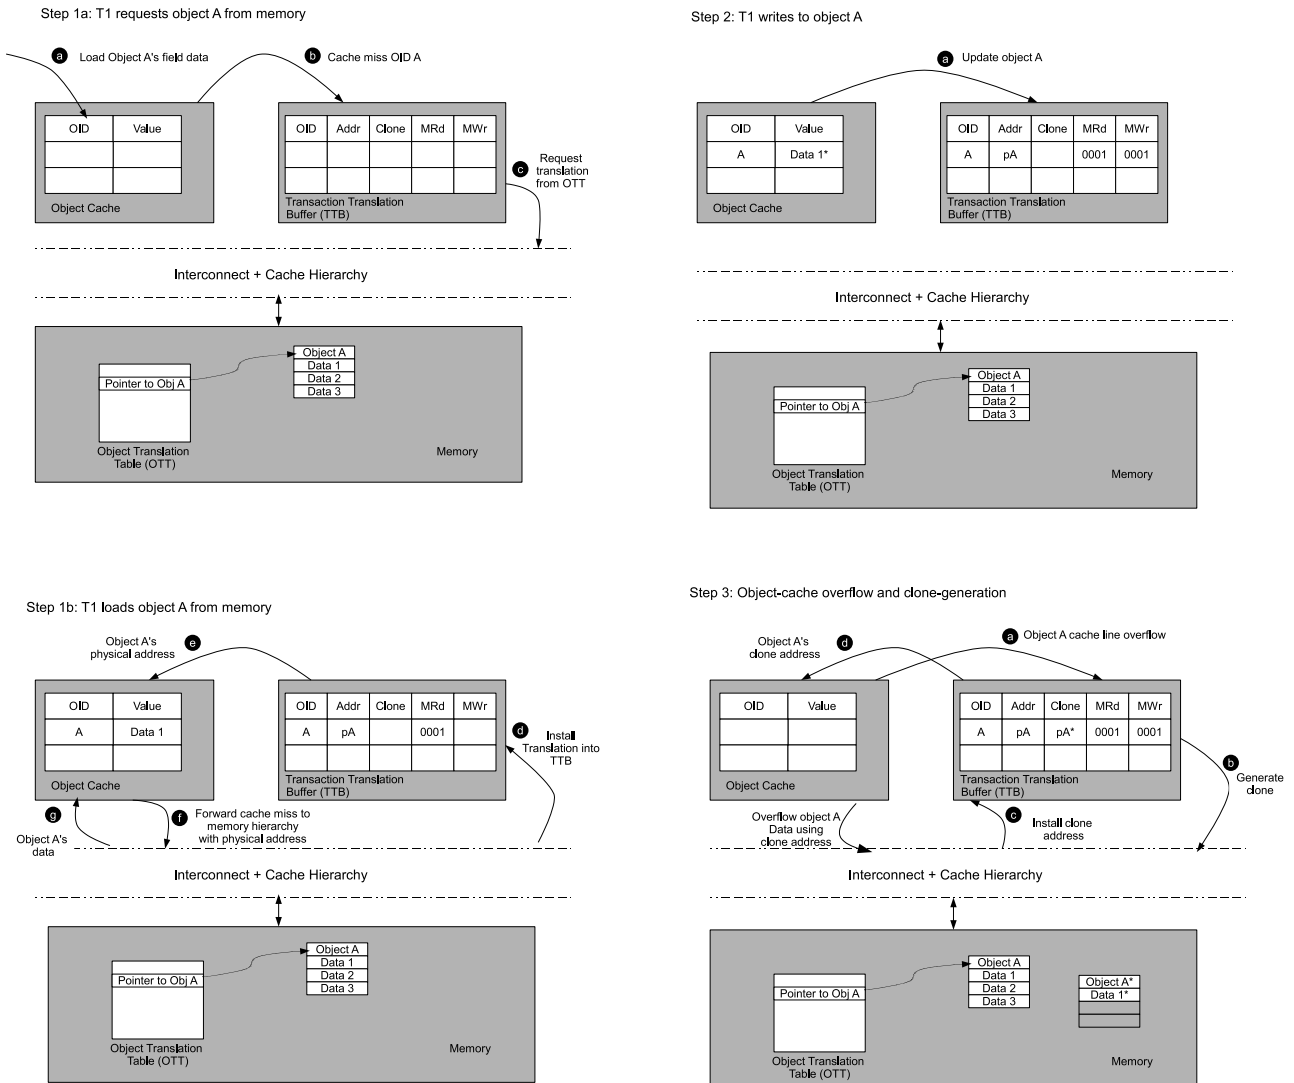 Step 1a: T1 requests object A from memory
a Load Object A's field data
b Cache miss OID A
OID Value
Object Cache
OID Addr Clone MRd MWr
Transaction Translation
Buffer (TTB)
c Request
translation
from OTT
Interconnect + Cache Hierarchy
Pointer to Obj A
Object Translation
Table (OTT)
Object A
Data 1
Data 2
Data 3
Memory
Step 2: T1 writes to object A
a Update object A
OID Value
A Data 1*
Object Cache
OID Addr Clone MRd MWr
A pA 0001 0001
Transaction Translation
Buffer (TTB)
Interconnect + Cache Hierarchy
Pointer to Obj A
Object Translation
Table (OTT)
Object A
Data 1
Data 2
Data 3
Memory
Step 1b: T1 loads object A from memory
Object A's
physical address
e
OID Value
A Data 1
Object Cache
OID Addr Clone MRd MWr
A pA 0001
Transaction Translation
Buffer (TTB)
d Install
Translation into
TTB
g
Object A's
data
f Forward cache miss to
memory hierarchy
with physical address
Interconnect + Cache Hierarchy
Pointer to Obj A
Object Translation
Table (OTT)
Object A
Data 1
Data 2
Data 3
Memory
Step 3: Object-cache overflow and clone-generation
Object A's
clone address
d
a Object A cache line overflow
OID Value
Object Cache
OID Addr Clone MRd MWr
A pA pA* 0001 0001
Transaction Translation
Buffer (TTB)
b Generate
clone
Overflow object A
Data using
clone address
c Install clone
address
Interconnect + Cache Hierarchy
Pointer to Obj A
Object Translation
Table (OTT)
Object A
Data 1
Data 2
Data 3
Object A*
Data 1*
Memory